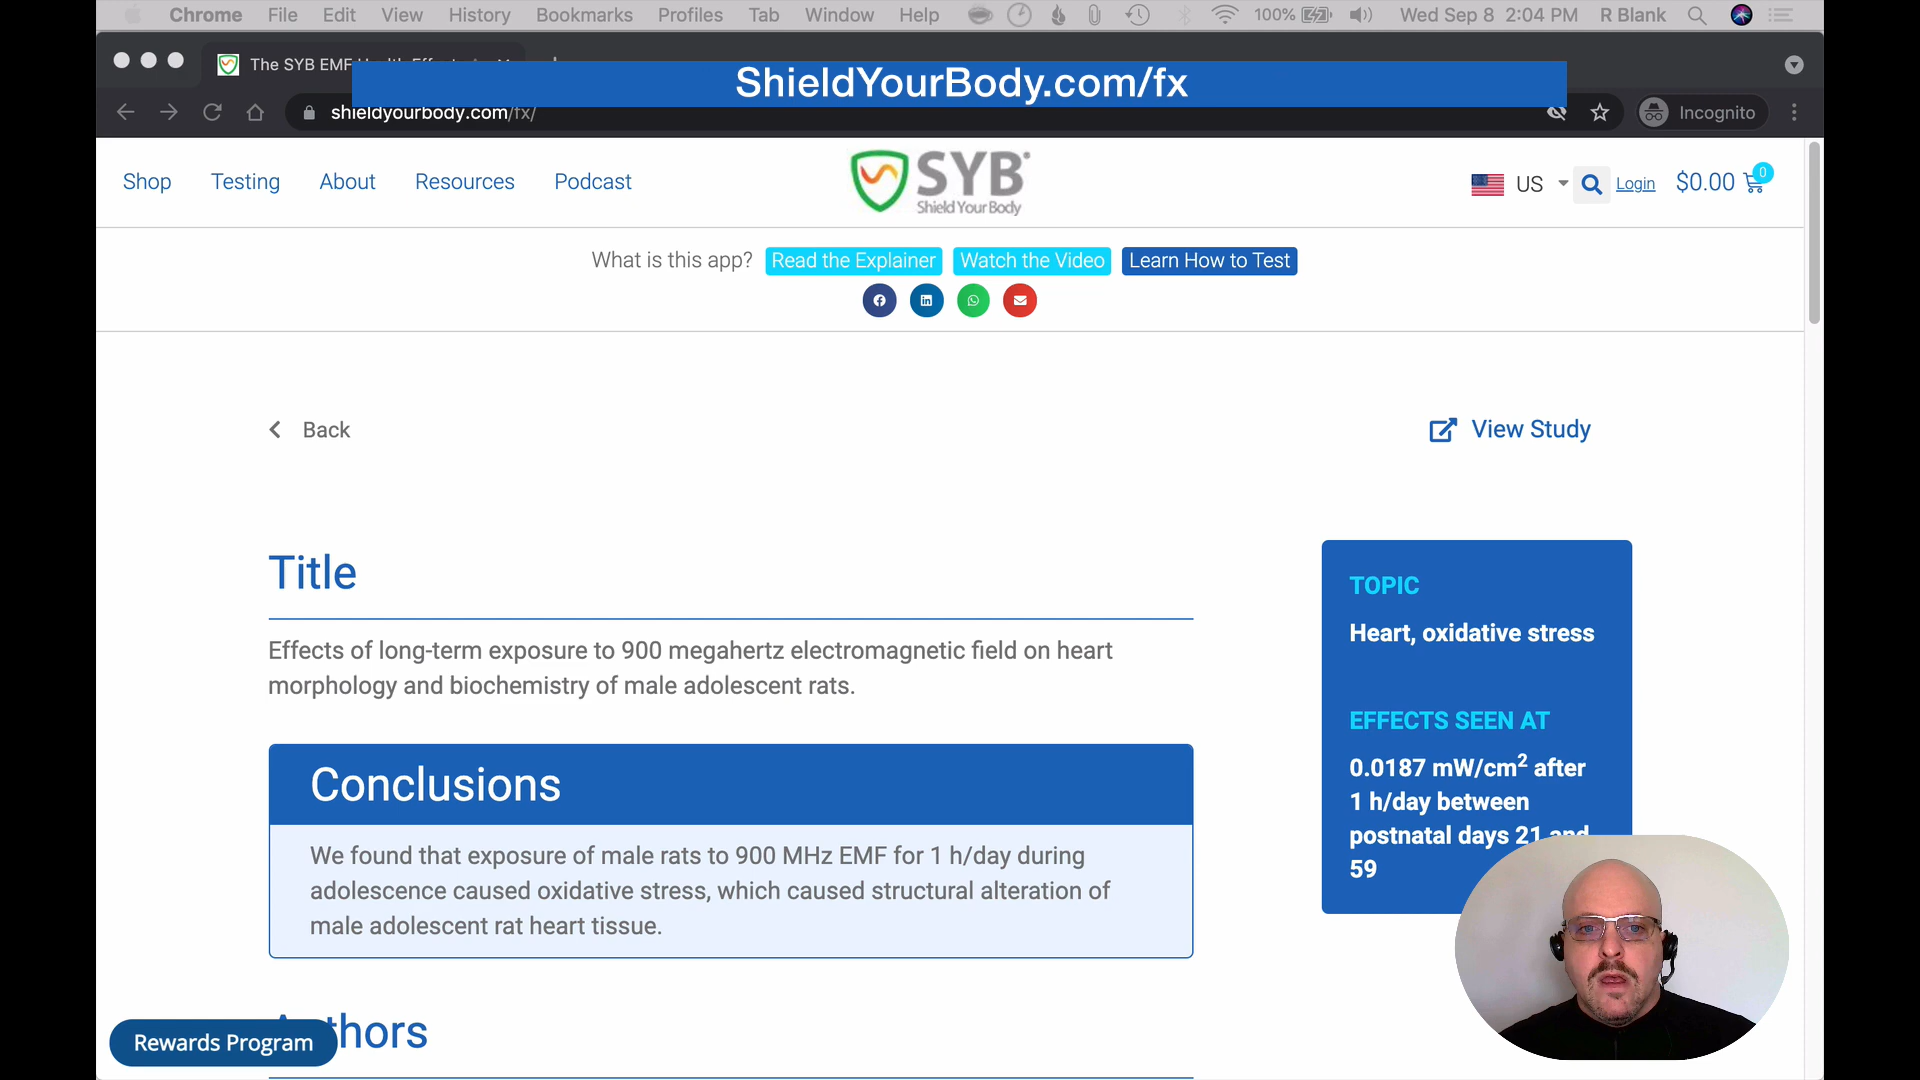 Chrome File Edit View History Bookmarks Profiles Tab Window Help 100% Wed Sep 8 2:04 PM R Blank
The SYB EMF
ShieldYourBody.com/fx
shieldyourbody.com/fx/
Incognito
Shop Testing About Resources Podcast
SYB
Shield Your Body
US Login $0.00 0
What is this app? Read the Explainer Watch the Video Learn How to Test
Back
View Study
Title
Effects of long-term exposure to 900 megahertz electromagnetic field on heart
morphology and biochemistry of male adolescent rats.
Conclusions
We found that exposure of male rats to 900 MHz EMF for 1 h/day during
adolescence caused oxidative stress, which caused structural alteration of
male adolescent rat heart tissue.
TOPIC
Heart, oxidative stress
EFFECTS SEEN AT
0.0187 mW/cm² after
1 h/day between
postnatal days 21 and
59
Authors
Rewards Program